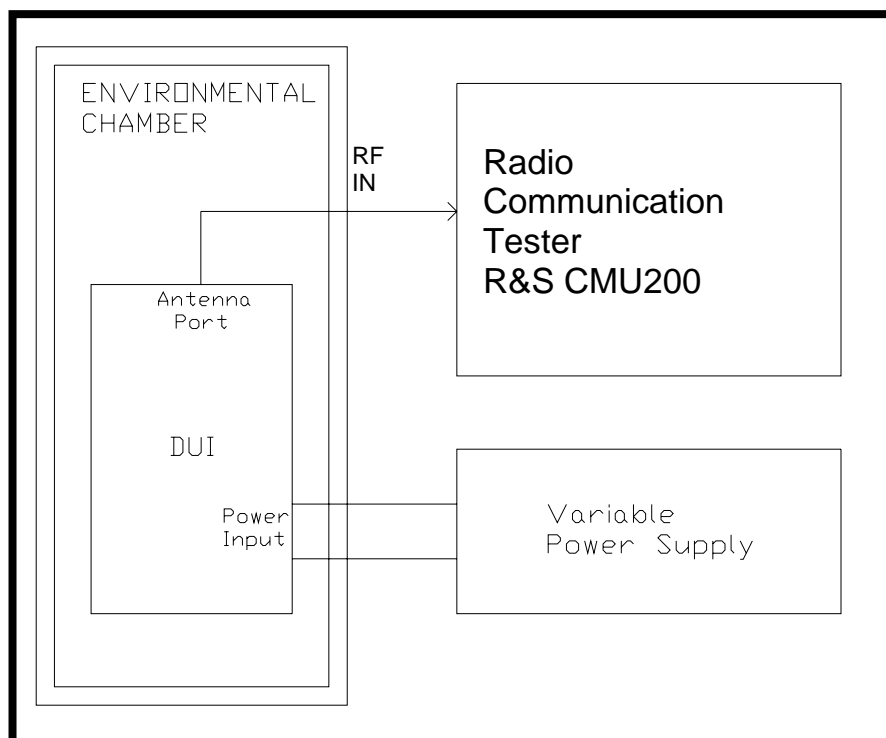 ENVIRONMENTAL
CHAMBER
RF
IN
Radio
Communication
Tester
R&S CMU200
Antenna
Port
DUI
Power
Input
Variable
Power Supply